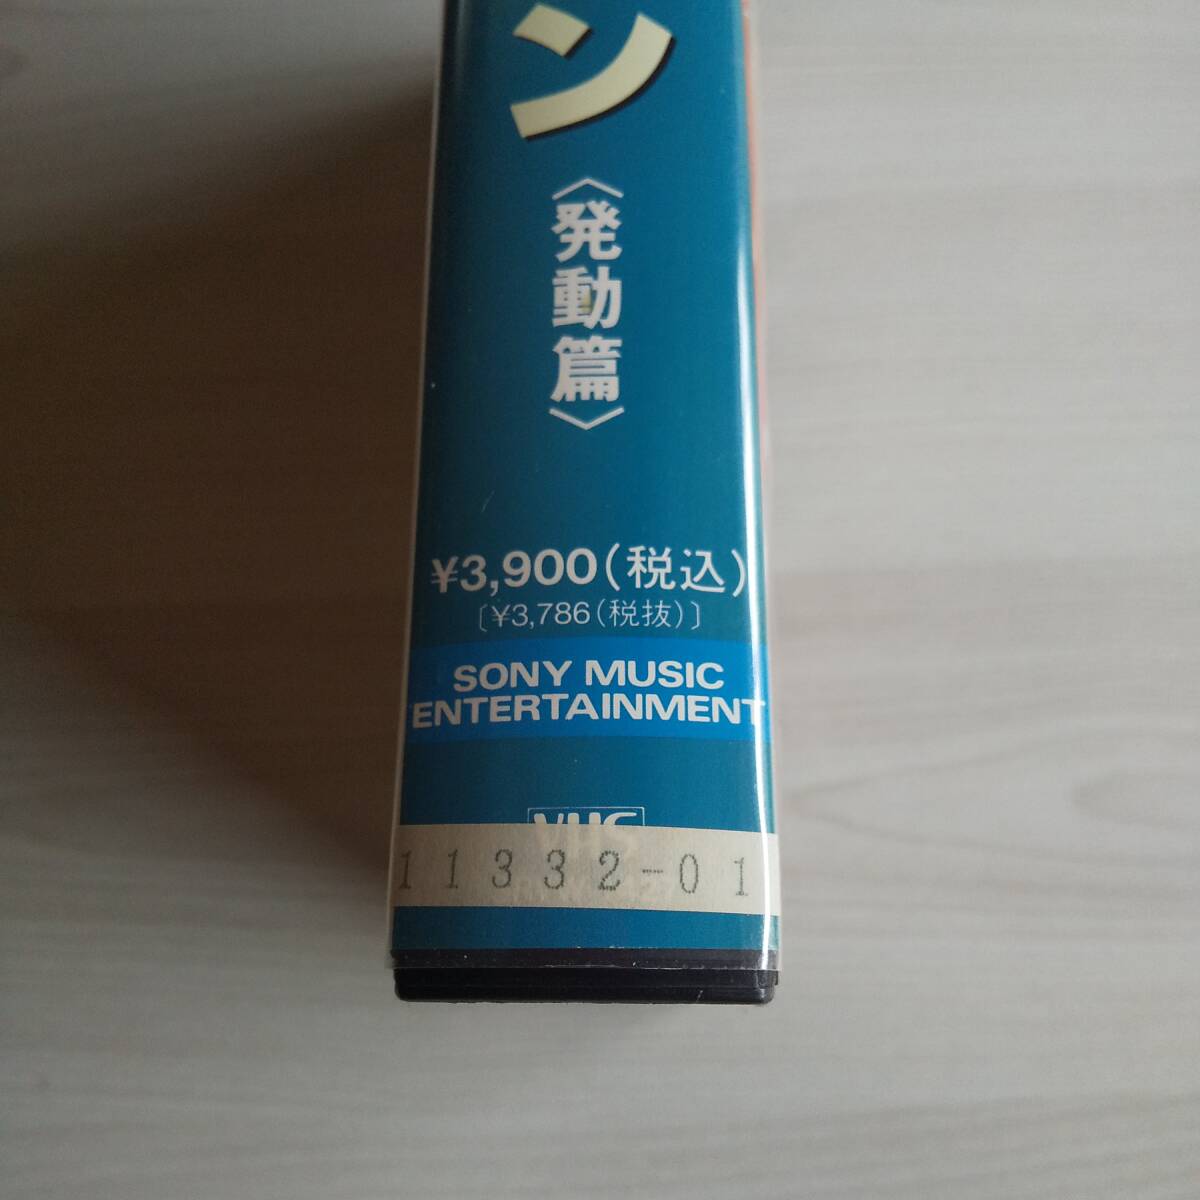 ン
〈発動篇〉
¥3,900(税込)
〔¥3,786(税抜)〕
SONY MUSIC
ENTERTAINMENT
VHS
11332-01